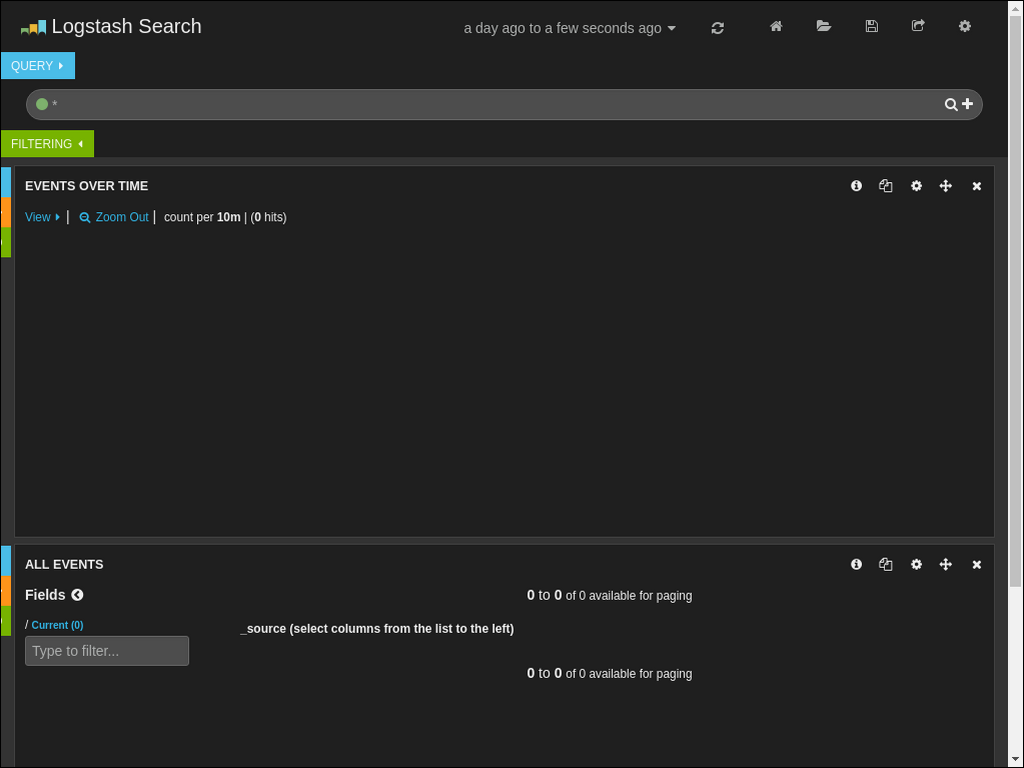 Logstash Search
a day ago to a few seconds ago
QUERY
*
FILTERING
EVENTS OVER TIME
View | Zoom Out | count per 10m | (0 hits)
ALL EVENTS
Fields
0 to 0 of 0 available for paging
/ Current (0)
_source (select columns from the list to the left)
Type to filter...
0 to 0 of 0 available for paging